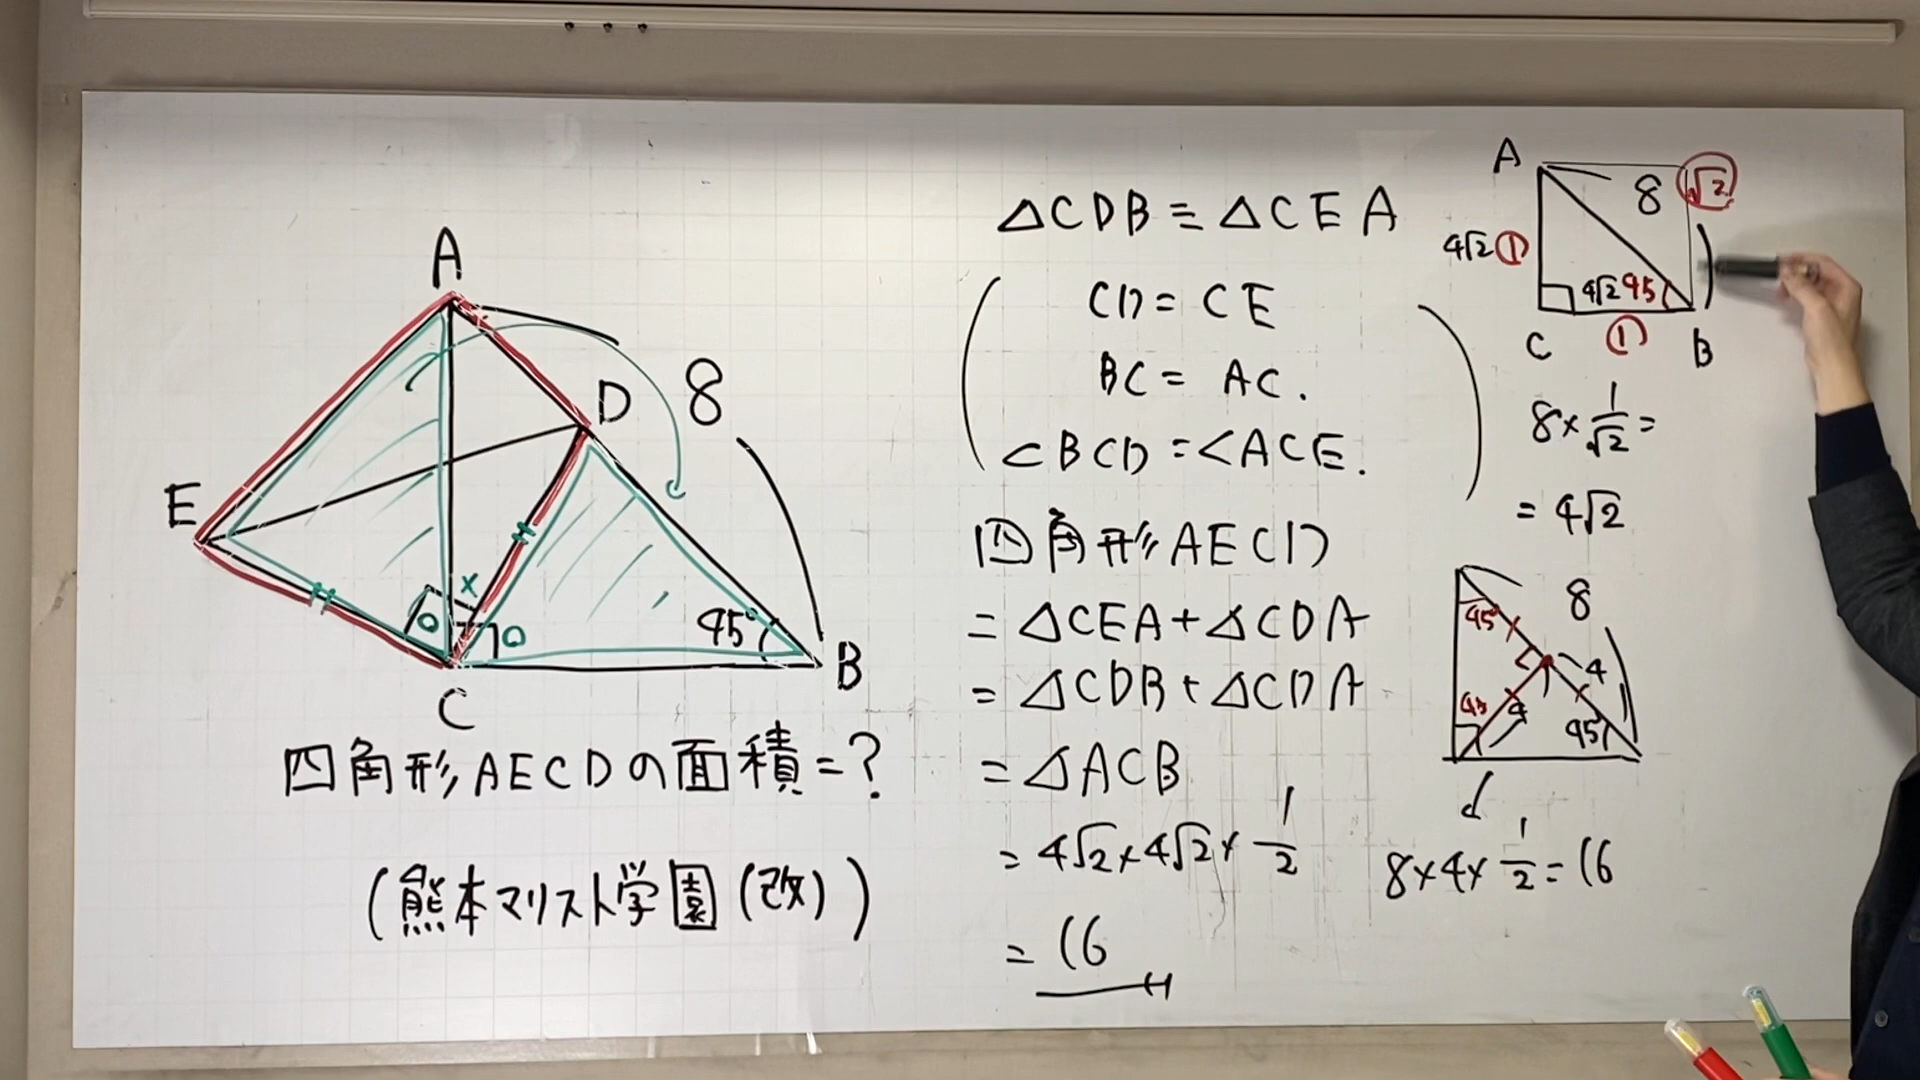 A
8
D
E
×
○
○
45°
B
C
四角形AECDの面積=?
(熊本マリスト学園(改))
△CDB≡△CEA
CD=CE
BC=AC.
∠BCD=∠ACE.
四角形AECD
=△CEA+△CDA
=△CDB+△CDA
=△ACB
=4√2×4√2×1/2
=16
A
8
√2
4√2 ①
4√2 45
C
①
B
8×1/√2=
=4√2
8
45°
4
45
4
45°
8×4×1/2=16